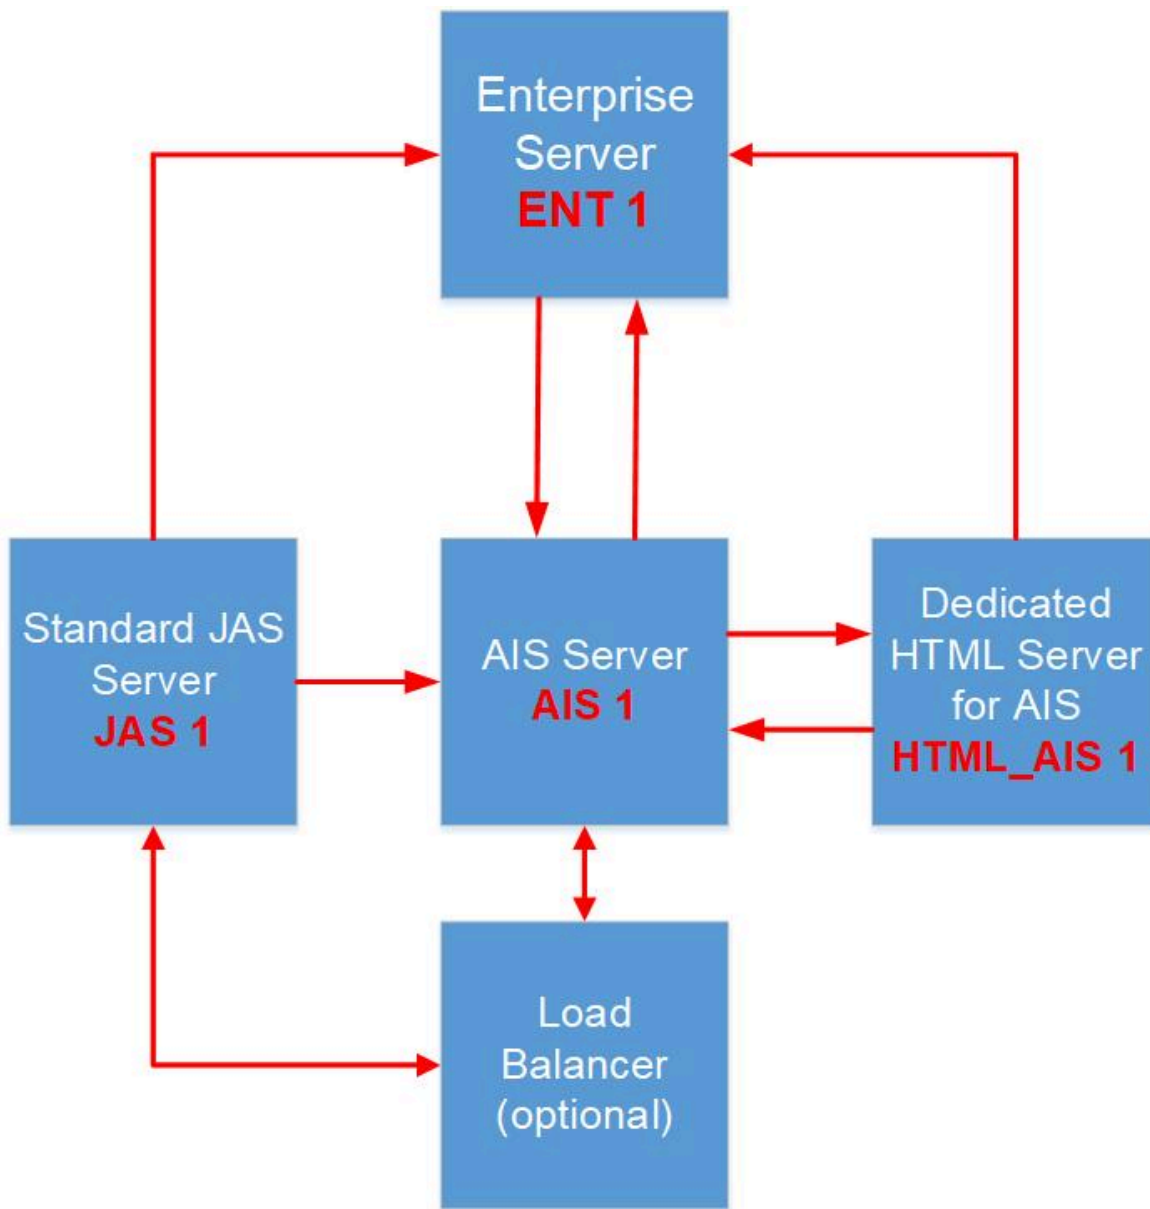 Enterprise
Server
ENT 1
Standard JAS
Server
JAS 1
AIS Server
AIS 1
Dedicated
HTML Server
for AIS
HTML_AIS 1
Load
Balancer
(optional)